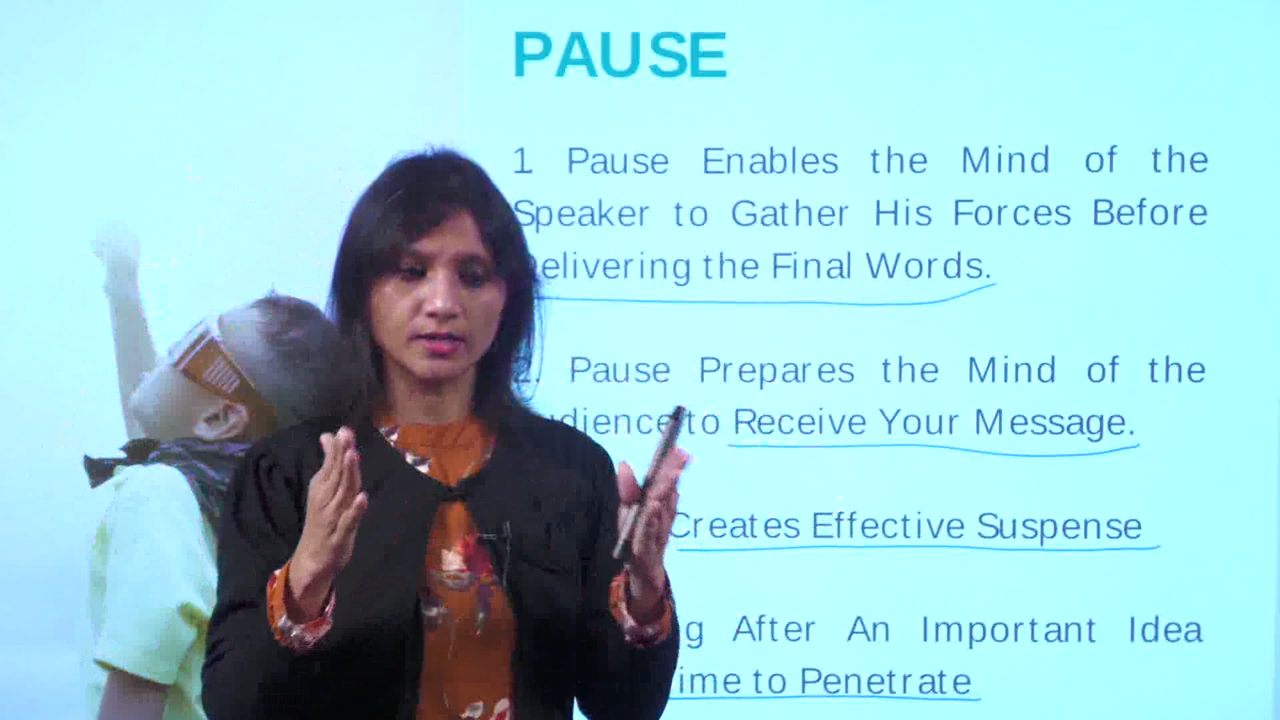 PAUSE
1 Pause Enables the Mind of the
Speaker to Gather His Forces Before
elivering the Final Words.
. Pause Prepares the Mind of the
udience to Receive Your Message.
Creates Effective Suspense
g After An Important Idea
ime to Penetrate